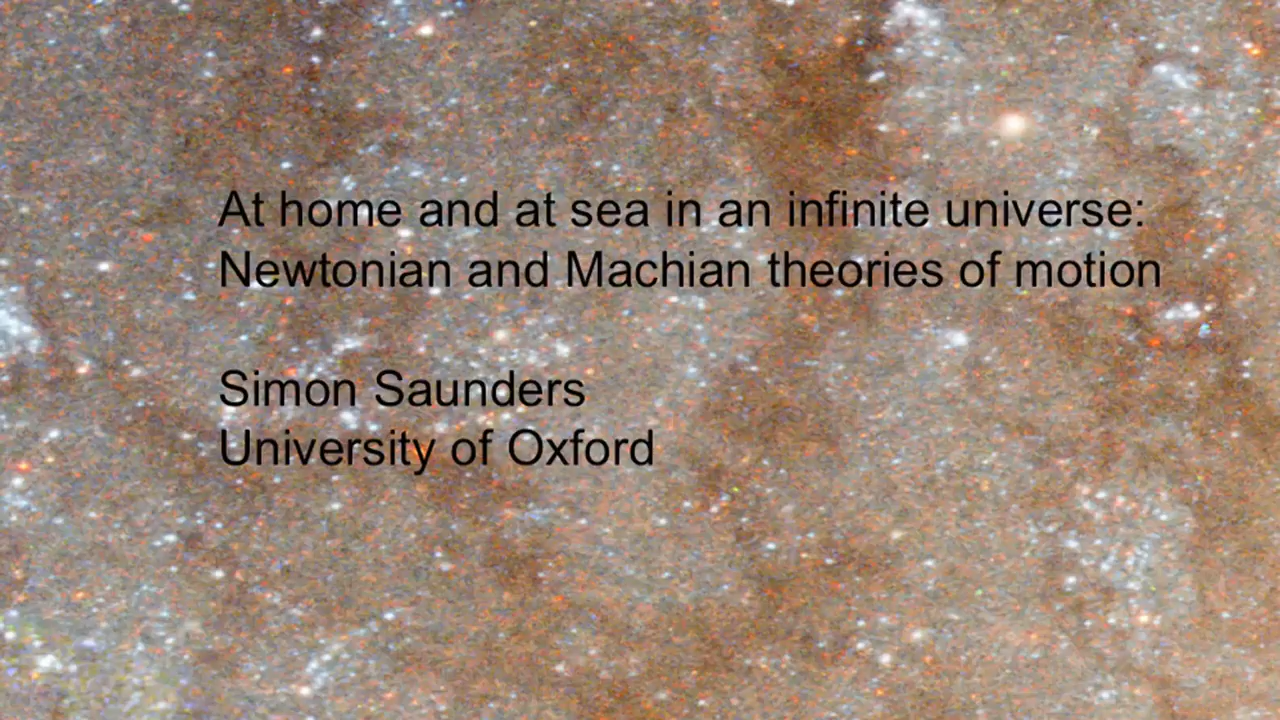 At home and at sea in an infinite universe:
Newtonian and Machian theories of motion
Simon Saunders
University of Oxford